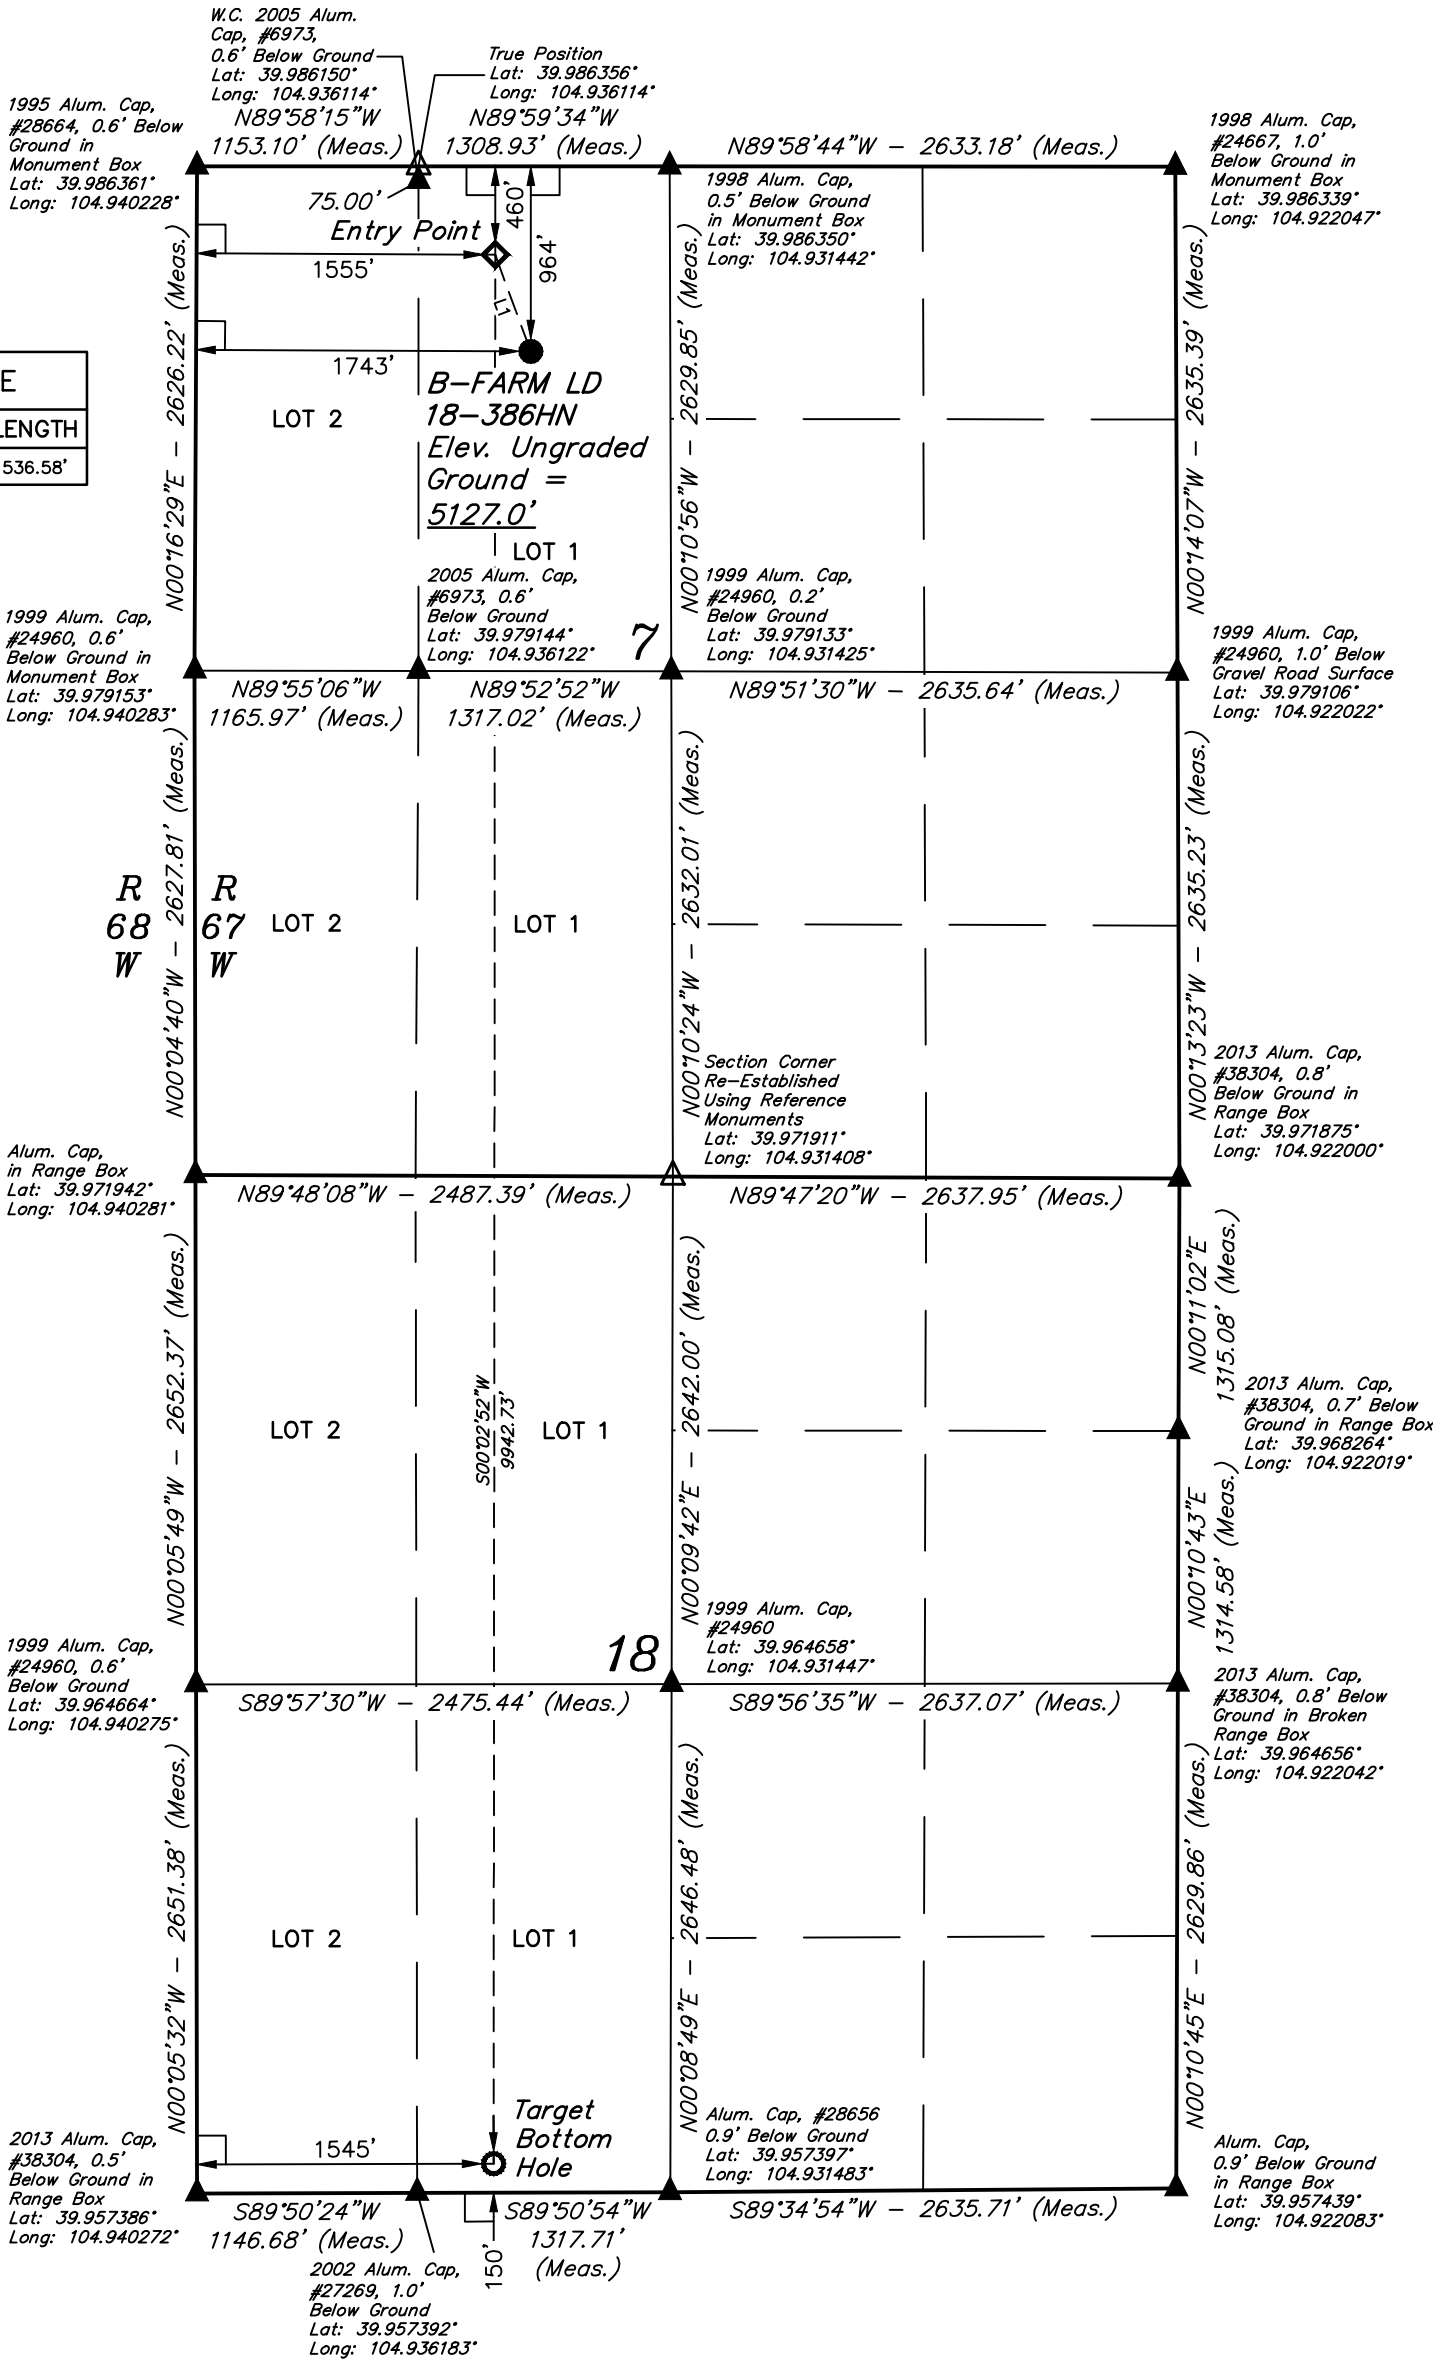 W.C. 2005 Alum.
Cap, #6973,
0.6' Below Ground
Lat: 39.986150°
Long: 104.936114°
True Position
Lat: 39.986356°
Long: 104.936114°
1995 Alum. Cap,
#28664, 0.6' Below
Ground in
Monument Box
Lat: 39.986361°
Long: 104.940228°
N89°58'15"W
1153.10' (Meas.)
N89°59'34"W
1308.93' (Meas.)
N89°58'44"W – 2633.18' (Meas.)
1998 Alum. Cap,
#24667, 1.0'
Below Ground in
Monument Box
Lat: 39.986339°
Long: 104.922047°
75.00'
460'
964'
Entry Point
1555'
L1
1743'
1998 Alum. Cap,
0.5' Below Ground
in Monument Box
Lat: 39.986350°
Long: 104.931442°
N00°16'29"E – 2626.22' (Meas.)
N00°10'56"W – 2629.85' (Meas.)
N00°14'07"W – 2635.39' (Meas.)
E
LENGTH
536.58'
B–FARM LD
18–386HN
Elev. Ungraded
Ground =
5127.0'
LOT 2
LOT 1
2005 Alum. Cap,
#6973, 0.6'
Below Ground
Lat: 39.979144°
Long: 104.936122°
7
1999 Alum. Cap,
#24960, 0.2'
Below Ground
Lat: 39.979133°
Long: 104.931425°
1999 Alum. Cap,
#24960, 0.6'
Below Ground in
Monument Box
Lat: 39.979153°
Long: 104.940283°
1999 Alum. Cap,
#24960, 1.0' Below
Gravel Road Surface
Lat: 39.979106°
Long: 104.922022°
N89°55'06"W
1165.97' (Meas.)
N89°52'52"W
1317.02' (Meas.)
N89°51'30"W – 2635.64' (Meas.)
N00°04'40"W – 2627.81' (Meas.)
N00°10'24"W – 2632.01' (Meas.)
N00°13'23"W – 2635.23' (Meas.)
R
68
W
R
67
W
LOT 2
LOT 1
Section Corner
Re–Established
Using Reference
Monuments
Lat: 39.971911°
Long: 104.931408°
2013 Alum. Cap,
#38304, 0.8'
Below Ground in
Range Box
Lat: 39.971875°
Long: 104.922000°
Alum. Cap,
in Range Box
Lat: 39.971942°
Long: 104.940281°
N89°48'08"W – 2487.39' (Meas.)
N89°47'20"W – 2637.95' (Meas.)
N00°05'49"W – 2652.37' (Meas.)
S00°02'52"W
9942.73'
N00°09'42"E – 2642.00' (Meas.)
N00°11'02"E
1315.08' (Meas.)
2013 Alum. Cap,
#38304, 0.7' Below
Ground in Range Box
Lat: 39.968264°
Long: 104.922019°
LOT 2
LOT 1
N00°10'43"E
1314.58' (Meas.)
18
1999 Alum. Cap,
#24960
Lat: 39.964658°
Long: 104.931447°
1999 Alum. Cap,
#24960, 0.6'
Below Ground
Lat: 39.964664°
Long: 104.940275°
2013 Alum. Cap,
#38304, 0.8' Below
Ground in Broken
Range Box
Lat: 39.964656°
Long: 104.922042°
S89°57'30"W – 2475.44' (Meas.)
S89°56'35"W – 2637.07' (Meas.)
N00°05'32"W – 2651.38' (Meas.)
N00°08'49"E – 2646.48' (Meas.)
N00°10'45"E – 2629.86' (Meas.)
LOT 2
LOT 1
Target
Bottom
Hole
1545'
Alum. Cap, #28656
0.9' Below Ground
Lat: 39.957397°
Long: 104.931483°
2013 Alum. Cap,
#38304, 0.5'
Below Ground in
Range Box
Lat: 39.957386°
Long: 104.940272°
Alum. Cap,
0.9' Below Ground
in Range Box
Lat: 39.957439°
Long: 104.922083°
S89°50'24"W
1146.68' (Meas.)
150'
S89°50'54"W
1317.71'
(Meas.)
S89°34'54"W – 2635.71' (Meas.)
2002 Alum. Cap,
#27269, 1.0'
Below Ground
Lat: 39.957392°
Long: 104.936183°